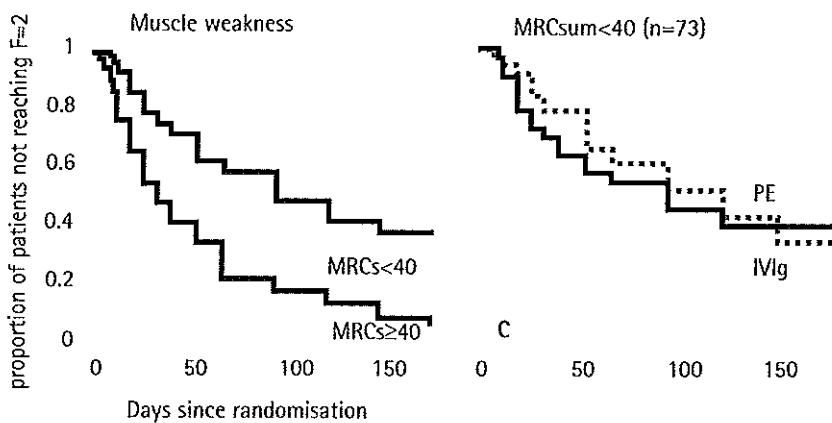 proportion of patients not reaching F=2
Muscle weakness
1
0.8
0.6
0.4
0.2
0
MRCs<40
MRCs≥40
0 50 100 150
Days since randomisation
MRCsum<40 (n=73)
PE
IVIg
C
0 50 100 150